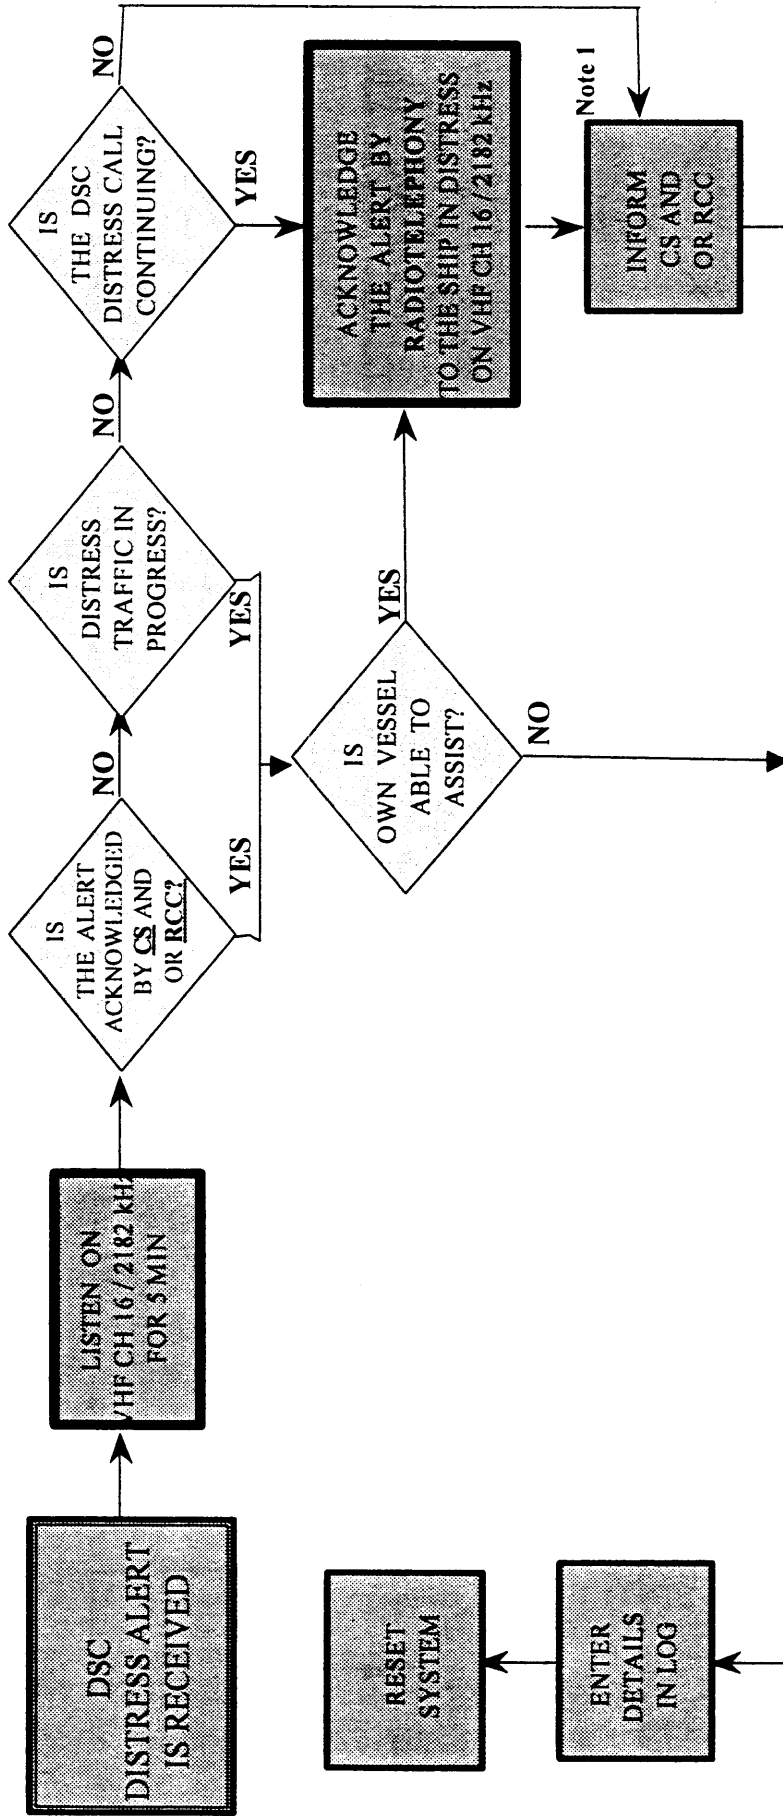 DSC
DISTRESS ALERT
IS RECEIVED
LISTEN ON
VHF CH 16 / 2182 kHz
FOR 5 MIN
IS
THE ALERT
ACKNOWLEDGED
BY CS AND
OR RCC?
NO
YES
IS
DISTRESS
TRAFFIC IN
PROGRESS?
NO
YES
IS
THE DSC
DISTRESS CALL
CONTINUING?
NO
YES
RESET
SYSTEM
IS
OWN VESSEL
ABLE TO
ASSIST?
YES
NO
ACKNOWLEDGE
THE ALERT BY
RADIOTELEPHONY
TO THE SHIP IN DISTRESS
ON VHF CH 16 / 2182 kHz
ENTER
DETAILS
IN LOG
Note 1
INFORM
CS AND
OR RCC